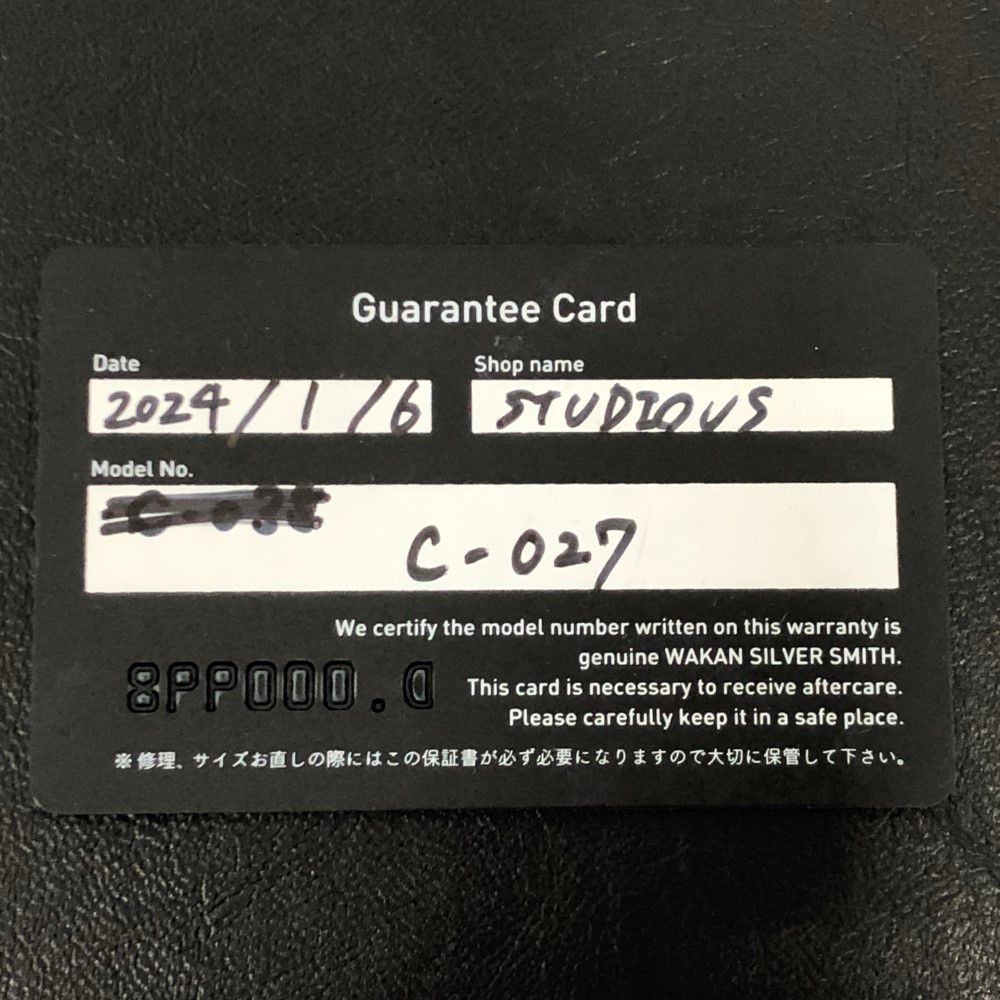 Guarantee Card
Date
Shop name
2024/1/6
STUDIOUS
Model No.
C-027
We certify the model number written on this warranty is
genuine WAKAN SILVER SMITH.
This card is necessary to receive aftercare.
Please carefully keep it in a safe place.
※修理、サイズお直しの際にはこの保証書が必ず必要になりますので大切に保管して下さい。